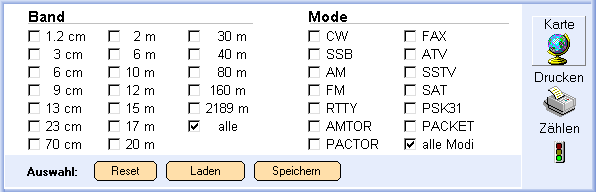 Band Mode
1.2 cm 2 m 30 m CW FAX
3 cm 6 m 40 m SSB ATV
6 cm 10 m 80 m AM SSTV
9 cm 12 m 160 m FM SAT
13 cm 15 m 2189 m RTTY PSK31
23 cm 17 m alle AMTOR PACKET
70 cm 20 m PACTOR alle Modi
Auswahl: Reset Laden Speichern
Karte
Drucken
Zählen